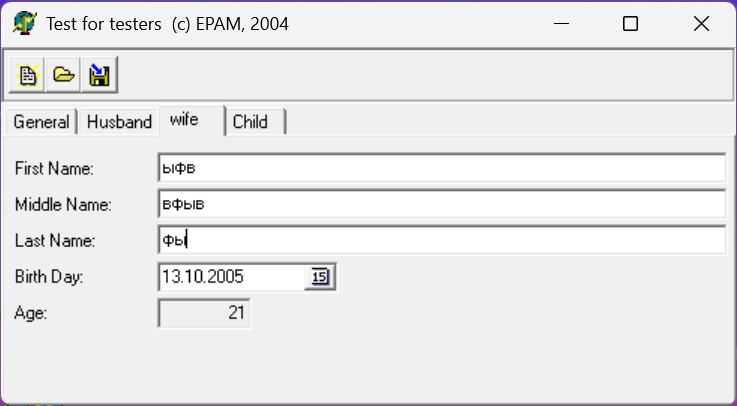 Test for testers (c) EPAM, 2004
General Husband wife Child
First Name: ыфв
Middle Name: вфыв
Last Name: фы
Birth Day: 13.10.2005 15
Age: 21